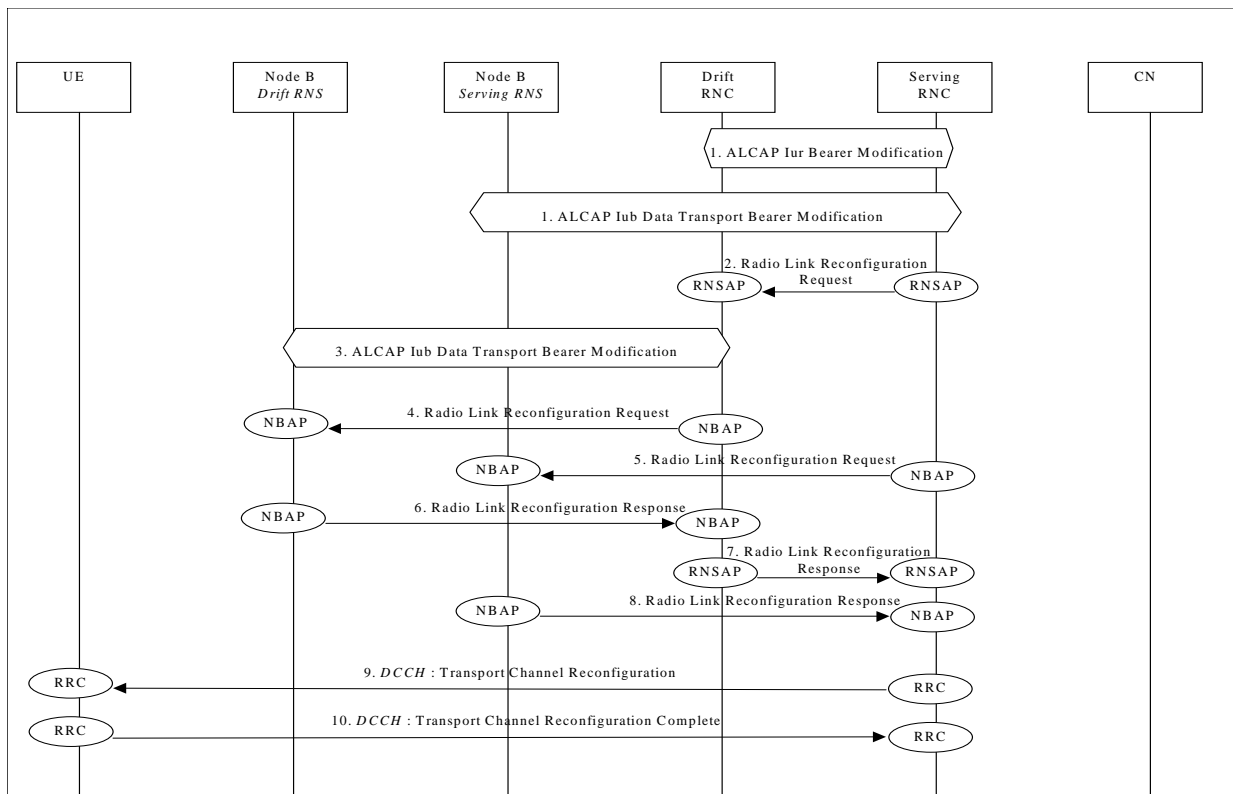 UE
Node B
Drift RNS
Node B
Serving RNS
Drift
RNC
Serving
RNC
CN
1. ALCAP Iur Bearer Modification
1. ALCAP Iub Data Transport Bearer Modification
2. Radio Link Reconfiguration
Request
RNSAP
RNSAP
3. ALCAP Iub Data Transport Bearer Modification
4. Radio Link Reconfiguration Request
NBAP
NBAP
5. Radio Link Reconfiguration Request
NBAP
NBAP
6. Radio Link Reconfiguration Response
NBAP
NBAP
7. Radio Link Reconfiguration
Response
RNSAP
RNSAP
8. Radio Link Reconfiguration Response
NBAP
NBAP
9. DCCH : Transport Channel Reconfiguration
RRC
RRC
10. DCCH : Transport Channel Reconfiguration Complete
RRC
RRC